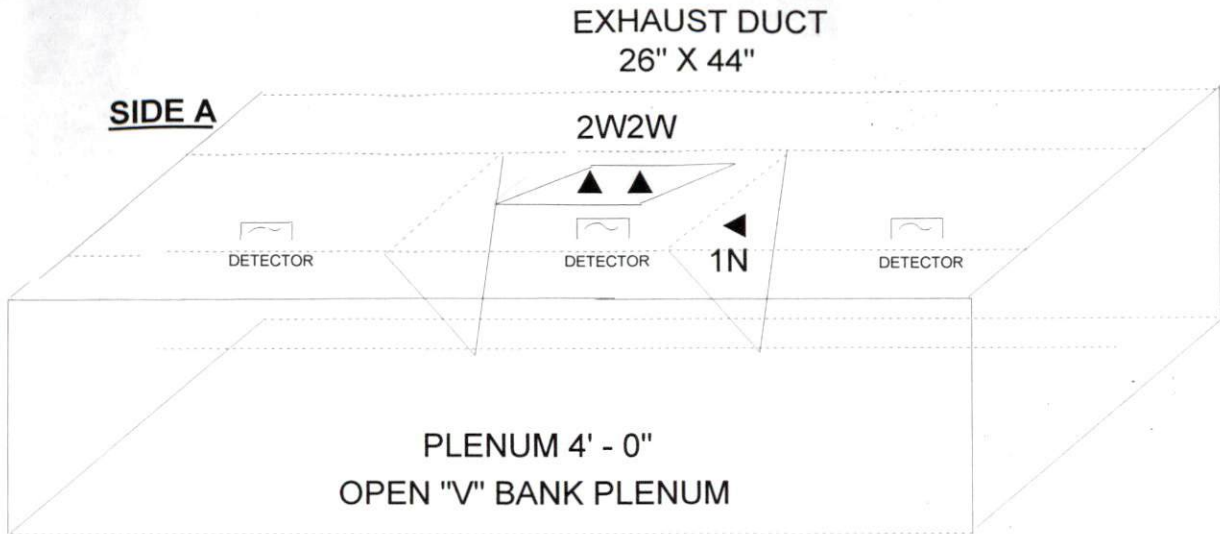 EXHAUST DUCT
26" X 44"
SIDE A
2W2W
DETECTOR
DETECTOR
1N
DETECTOR
PLENUM 4' - 0"
OPEN "V" BANK PLENUM